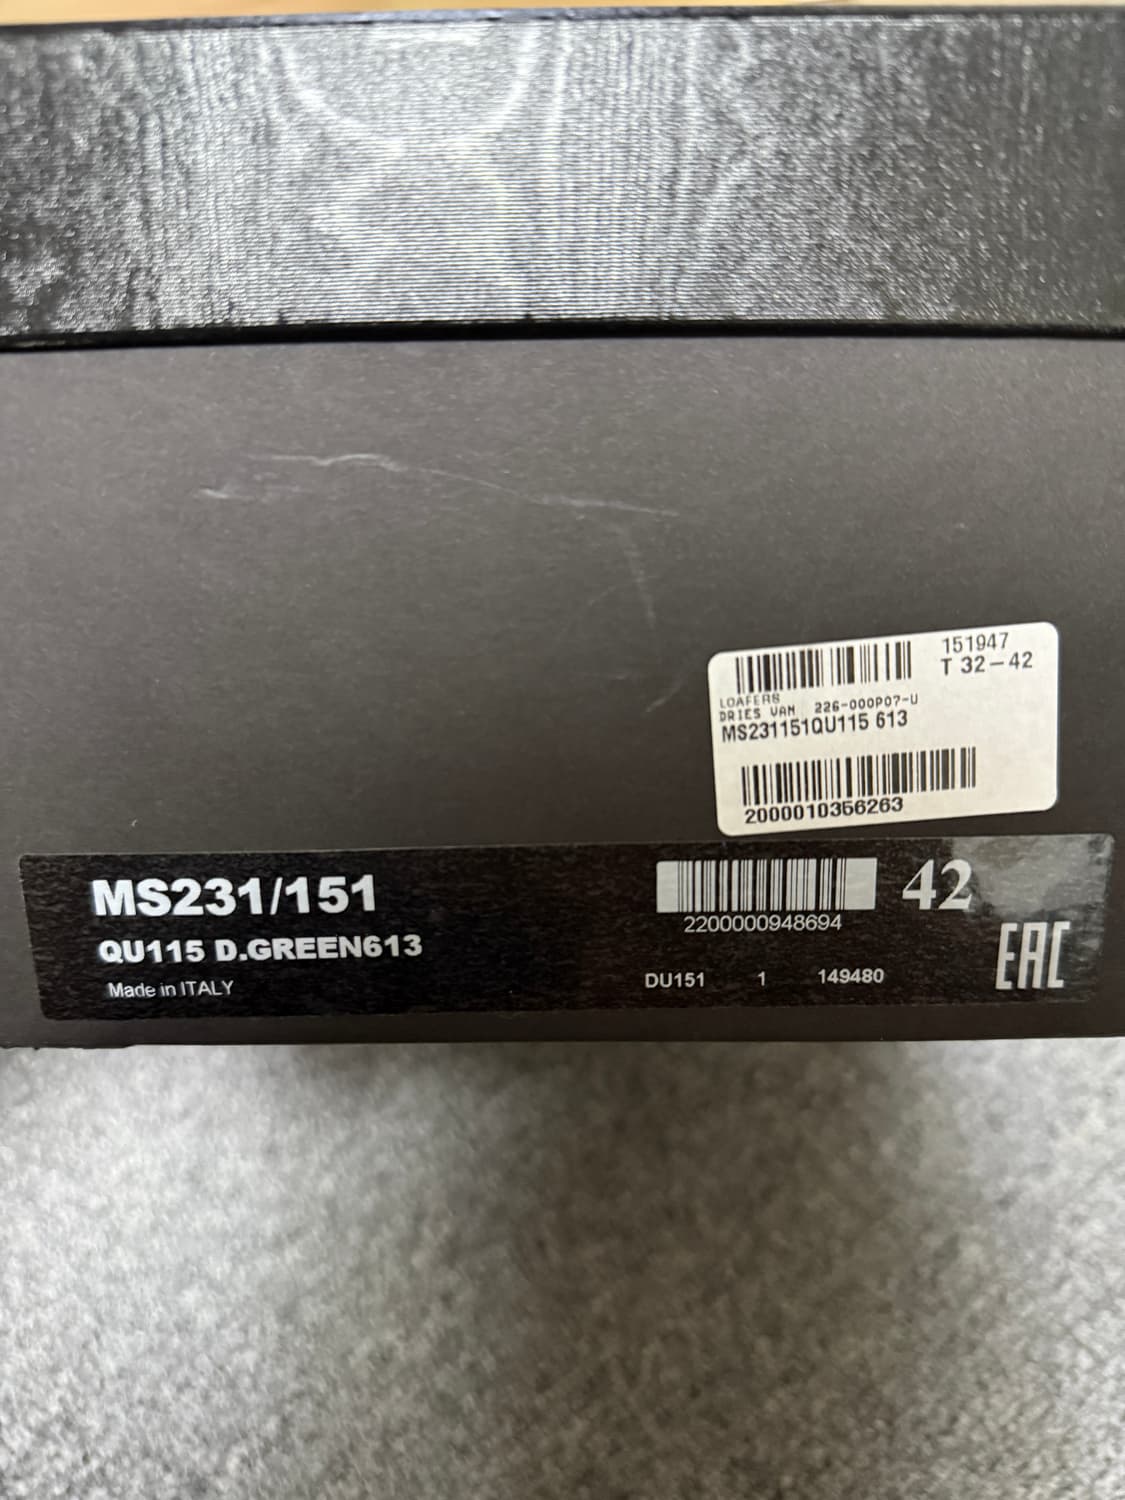 151947
T 32-42
LOAFERS
DRIES VAN 226-000P07-U
MS231151QU115 613
2000010356263
MS231/151
QU115 D.GREEN613
Made in ITALY
2200000948694
42
DU151 1 149480
EAC